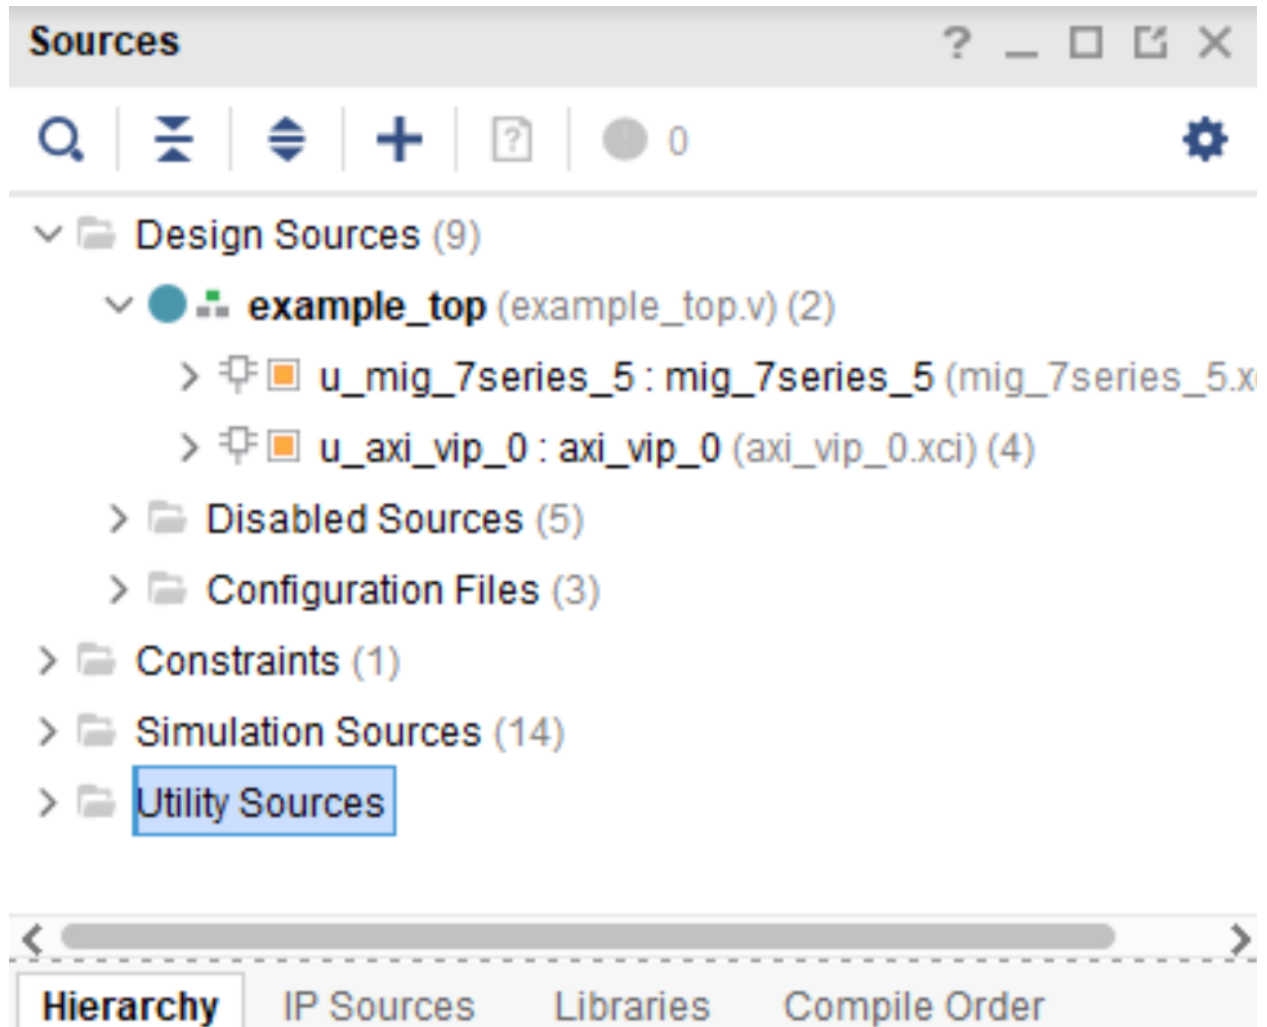 Sources
0
Design Sources (9)
example_top (example_top.v) (2)
u_mig_7series_5 : mig_7series_5 (mig_7series_5.x
u_axi_vip_0 : axi_vip_0 (axi_vip_0.xci) (4)
Disabled Sources (5)
Configuration Files (3)
Constraints (1)
Simulation Sources (14)
Utility Sources
Hierarchy IP Sources Libraries Compile Order